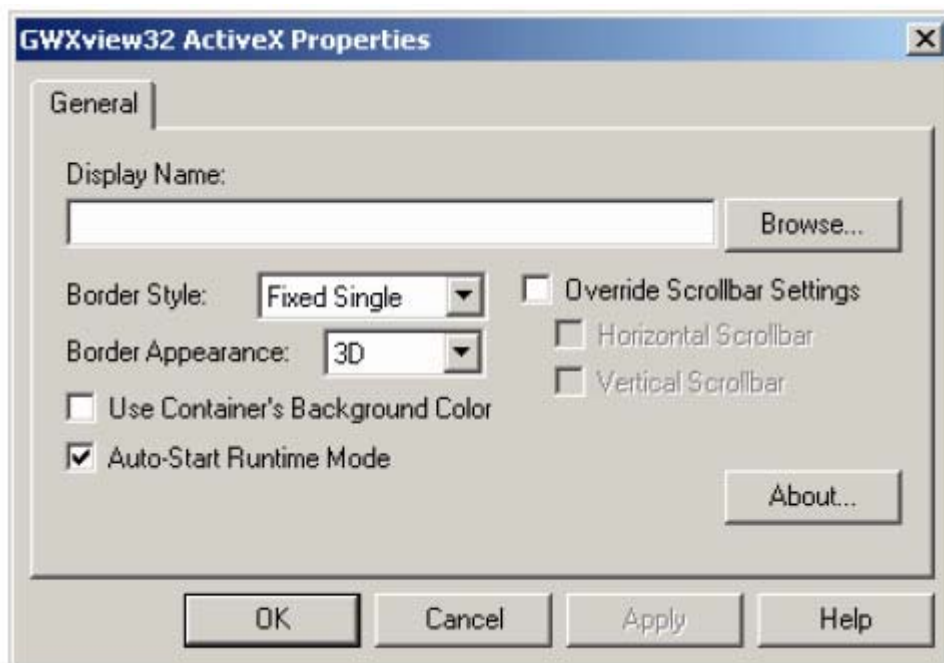 GWXview32 ActiveX Properties
General
Display Name:
Browse...
Border Style:
Fixed Single
Override Scrollbar Settings
Horizontal Scrollbar
Border Appearance:
3D
Vertical Scrollbar
Use Container's Background Color
Auto-Start Runtime Mode
About...
OK
Cancel
Apply
Help